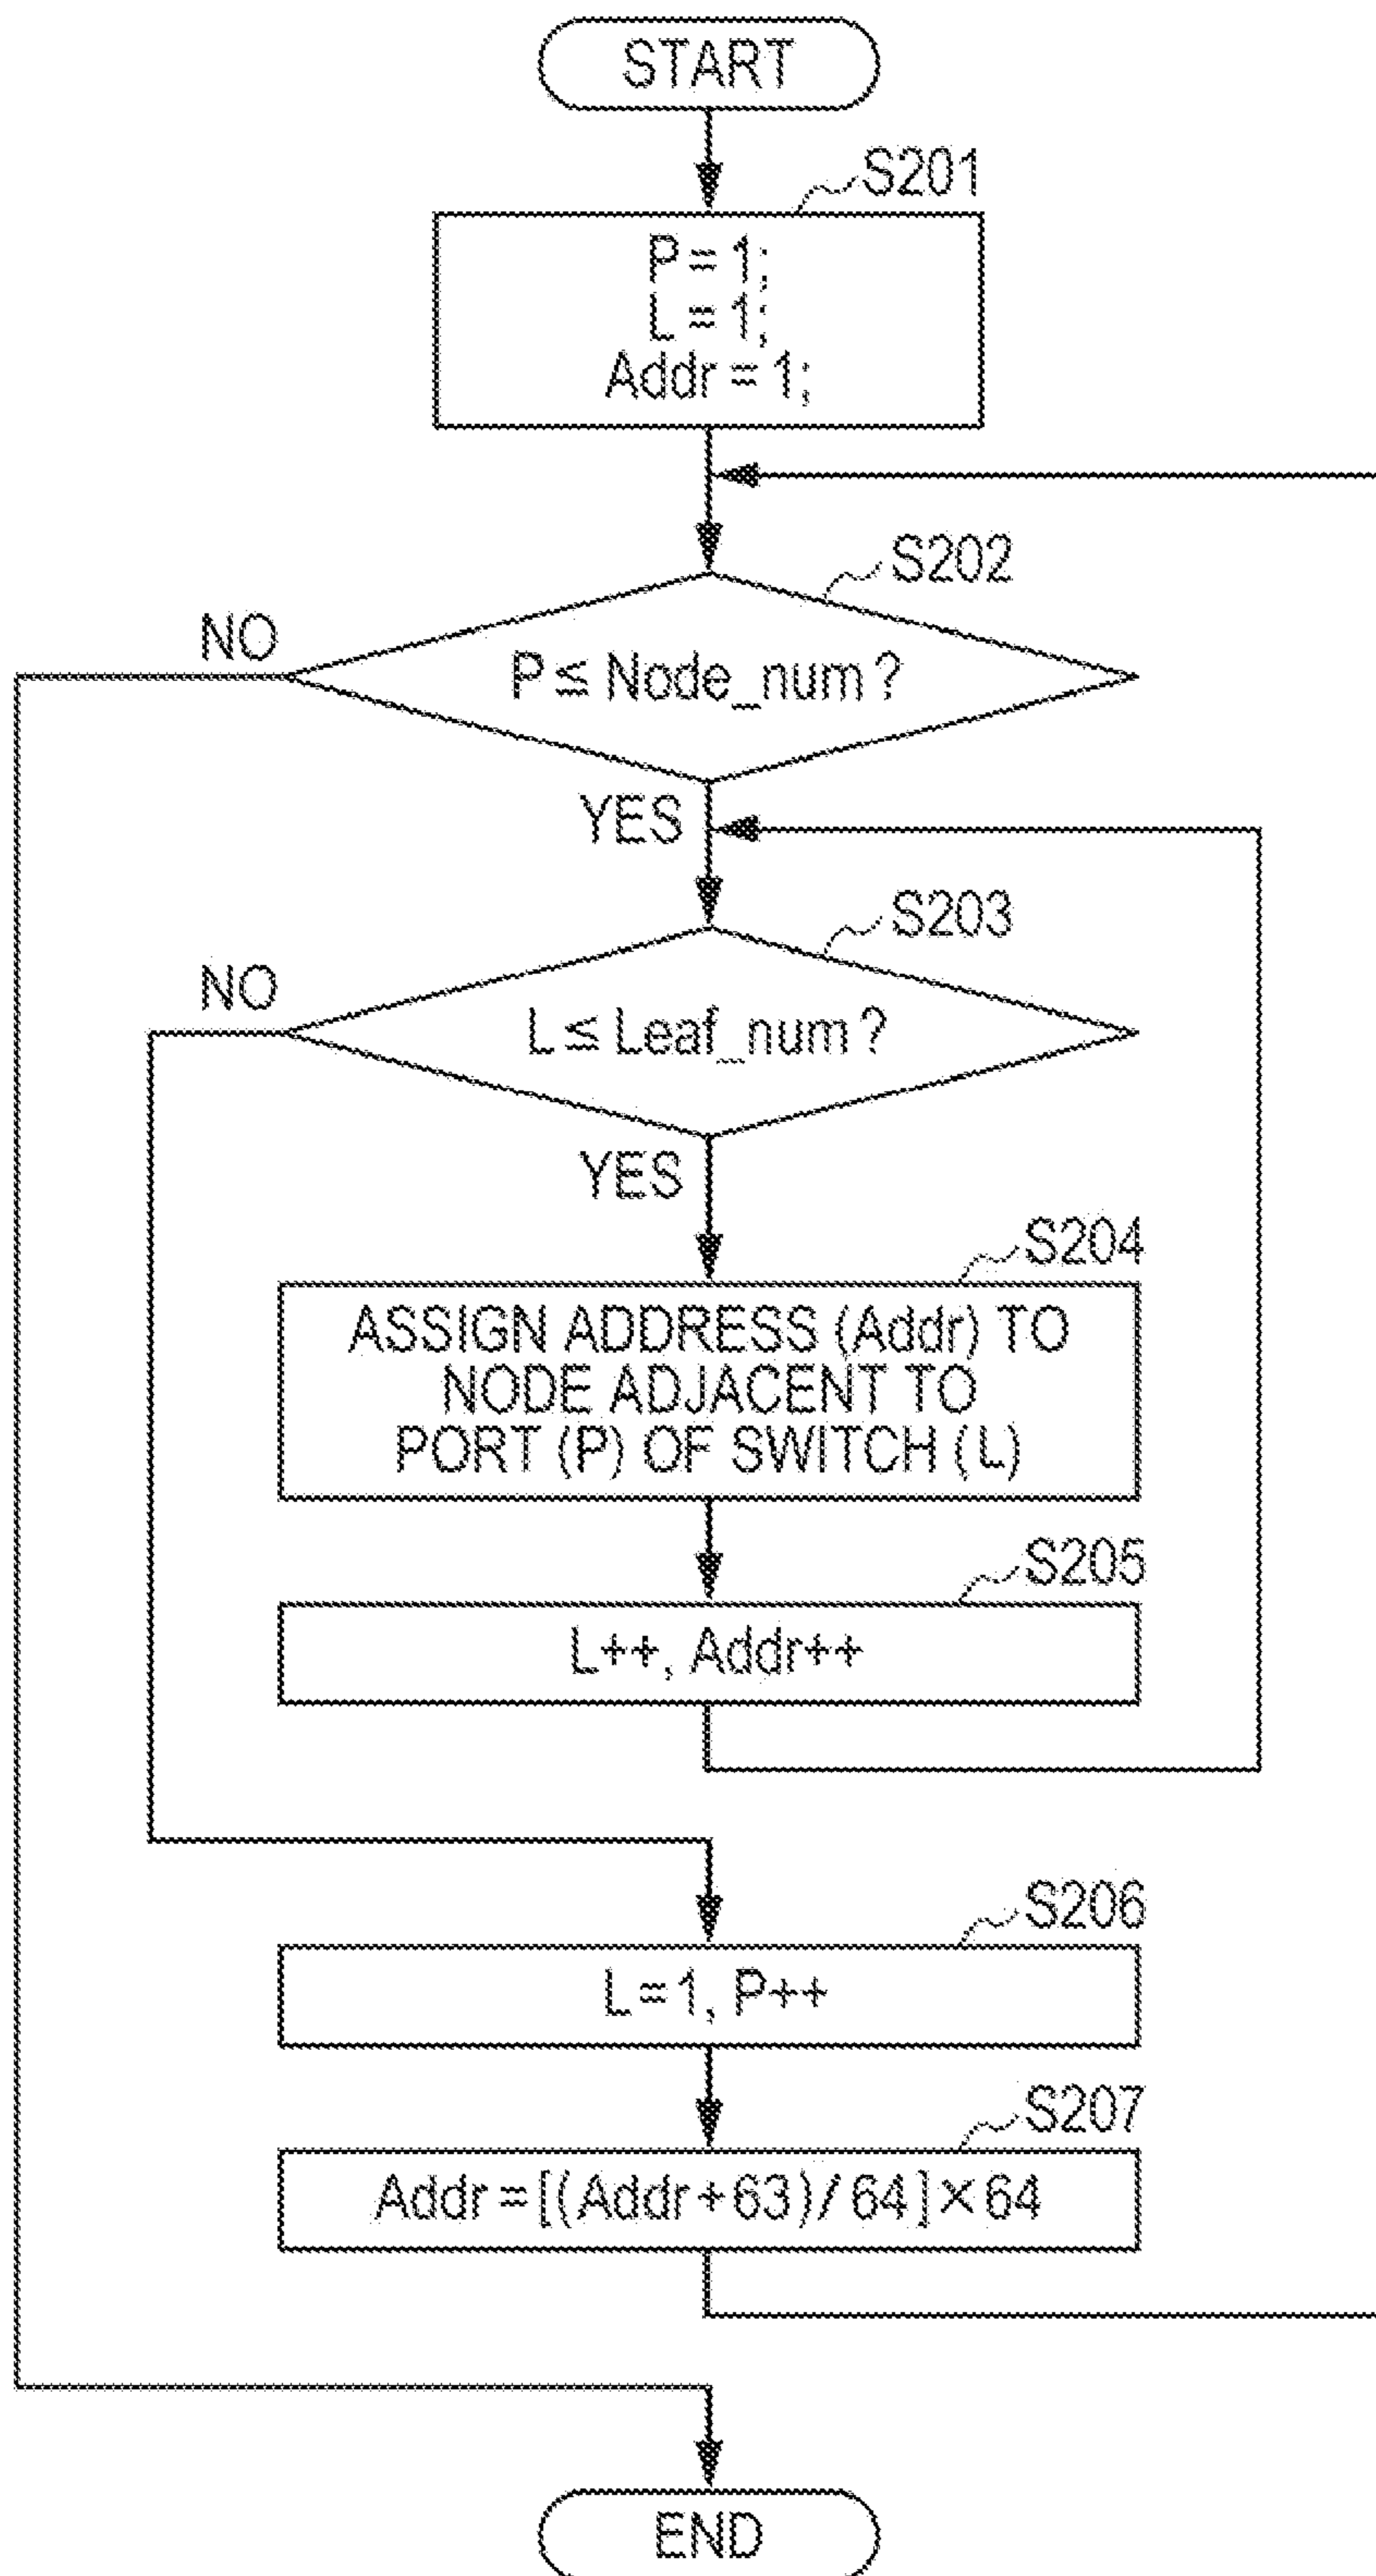 START
S201
P = 1;
L = 1;
Addr = 1;
S202
NO
P ≦ Node_num ?
YES
S203
NO
L ≦ Leaf_num ?
YES
S204
ASSIGN ADDRESS (Addr) TO
NODE ADJACENT TO
PORT (P) OF SWITCH (L)
S205
L++, Addr++
S206
L=1, P++
S207
Addr = [(Addr+63) / 64] × 64
END